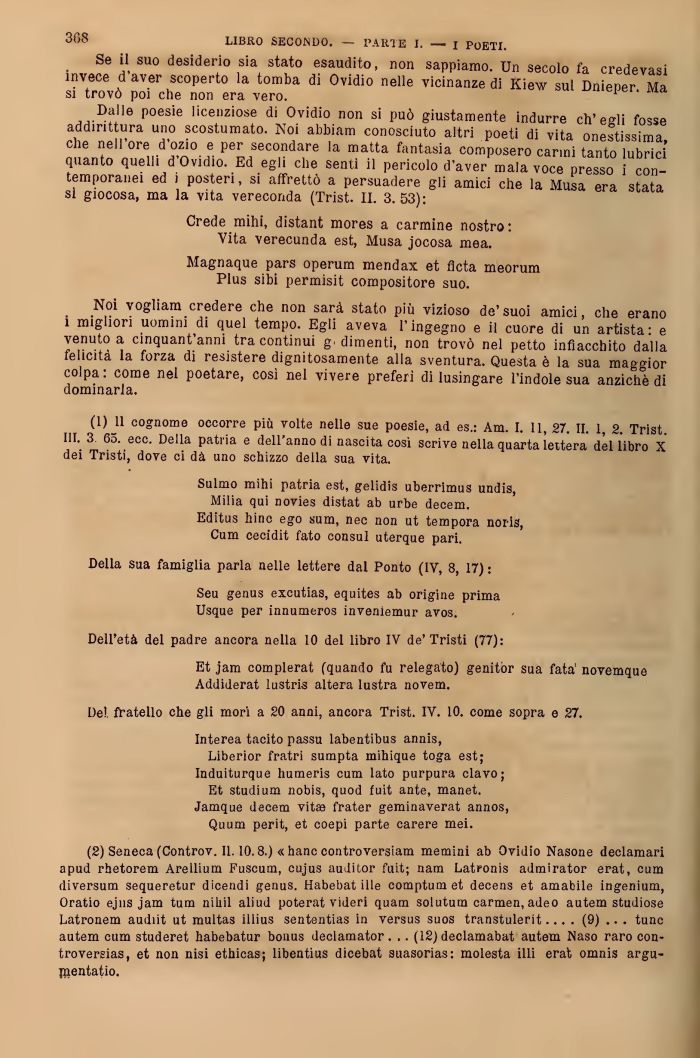 368
LIBRO SECONDO. — PARTE I. — I POETI.
Se il suo desiderio sia stato esaudito, non sappiamo. Un secolo fa credevasi
invece d'aver scoperto la tomba di Ovidio nelle vicinanze di Kiew sul Dnieper. Ma
si trovò poi che non era vero.
Dalle poesie licenziose di Ovidio non si può giustamente indurre ch'egli fosse
addirittura uno scostumato. Noi abbiam conosciuto altri poeti di vita onestissima,
che nell'ore d'ozio e per secondare la matta fantasia composero carmi tanto lubrici
quanto quelli d'Ovidio. Ed egli che senti il pericolo d'aver mala voce presso i con-
temporanei ed i posteri, si affrettò a persuadere gli amici che la Musa era stata
sì giocosa, ma la vita vereconda (Trist. II. 3. 53):
Crede mihi, distant mores a carmine nostro:
Vita verecunda est, Musa jocosa mea.
Magnaque pars operum mendax et ficta meorum
Plus sibi permisit compositore suo.
Noi vogliam credere che non sarà stato più vizioso de' suoi amici, che erano
i migliori uomini di quel tempo. Egli aveva l'ingegno e il cuore di un artista: e
venuto a cinquant'anni tra continui g dimenti, non trovò nel petto infiacchito dalla
felicità la forza di resistere dignitosamente alla sventura. Questa è la sua maggior
colpa: come nel poetare, così nel vivere preferì di lusingare l'indole sua anzichè di
dominarla.
(1) Il cognome occorre più volte nelle sue poesie, ad es.: Am. I. 11, 27. II. 1, 2. Trist.
III. 3. 65. ecc. Della patria e dell'anno di nascita così scrive nella quarta lettera del libro X
dei Tristi, dove ci dà uno schizzo della sua vita.
Sulmo mihi patria est, gelidis uberrimus undis,
Milia qui novies distat ab urbe decem.
Editus hinc ego sum, nec non ut tempora noris,
Cum cecidit fato consul uterque pari.
Della sua famiglia parla nelle lettere dal Ponto (IV, 8, 17):
Seu genus excutias, equites ab origine prima
Usque per innumeros inveniemur avos.
Dell'età del padre ancora nella 10 del libro IV de' Tristi (77):
Et jam complerat (quando fu relegato) genitor sua fata novemque
Addiderat lustris altera lustra novem.
Del fratello che gli morì a 20 anni, ancora Trist. IV. 10. come sopra e 27.
Interea tacito passu labentibus annis,
Liberior fratri sumpta mihique toga est;
Induiturque humeris cum lato purpura clavo;
Et studium nobis, quod fuit ante, manet.
Jamque decem vitæ frater geminaverat annos,
Quum perit, et coepi parte carere mei.
(2) Seneca (Controv. II. 10. 8.) « hanc controversiam memini ab Ovidio Nasone declamari
apud rhetorem Arellium Fuscum, cujus auditor fuit; nam Latronis admirator erat, cum
diversum sequeretur dicendi genus. Habebat ille comptum et decens et amabile ingenium,
Oratio ejus jam tum nihil aliud poterat videri quam solutum carmen, adeo autem studiose
Latronem audiit ut multas illius sententias in versus suos transtulerit.... (9) ... tunc
autem cum studeret habebatur bonus declamator... (12) declamabat autem Naso raro con-
troversias, et non nisi ethicas; libentius dicebat suasorias: molesta illi erat omnis argu-
mentatio.